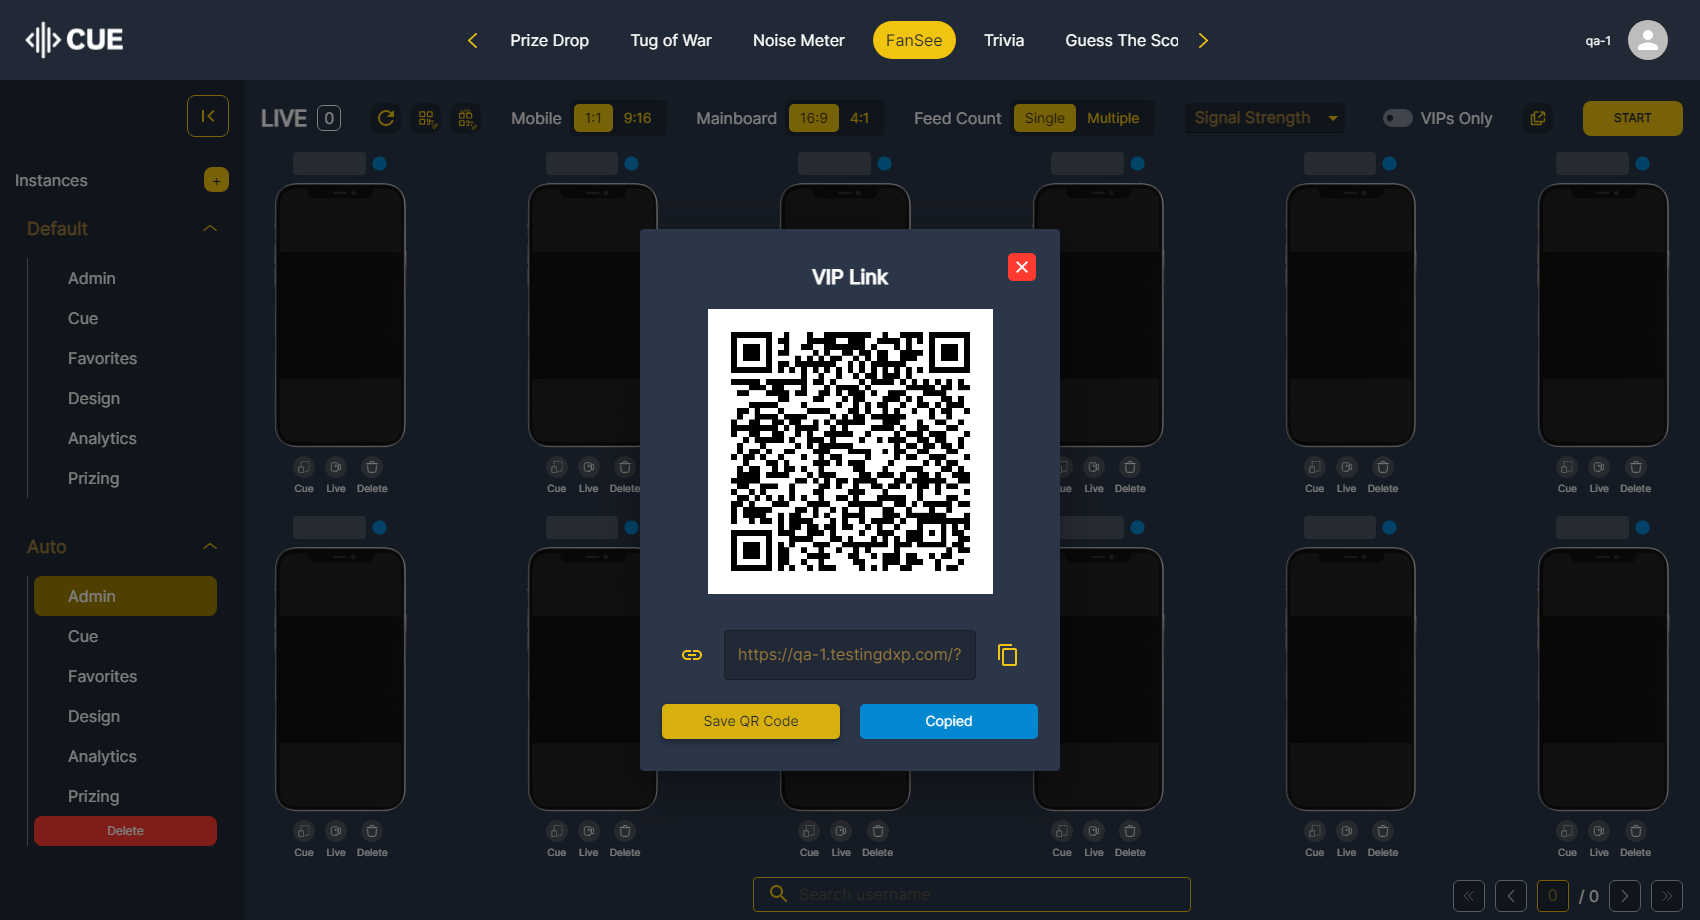 CUE
Prize Drop
Tug of War
Noise Meter
FanSee
Trivia
Guess The Sco
qa-1
LIVE 0
Mobile 1:1 9:16
Mainboard 16:9 4:1
Feed Count Single Multiple
Signal Strength
VIPs Only
START
Instances
+
Default
Admin
Cue
Favorites
Design
Analytics
Prizing
Auto
Admin
Cue
Favorites
Design
Analytics
Prizing
Delete
VIP Link
https://qa-1.testingdxp.com/?
Save QR Code
Copied
Cue Live Delete
Cue Live Delete
ue Live Delete
Cue Live Delete
Cue Live Delete
Cue Live Delete
Cue Live Delete
Cue Live Delete
Cue Live Delete
Cue Live Delete
Cue Live Delete
Search username
0 / 0